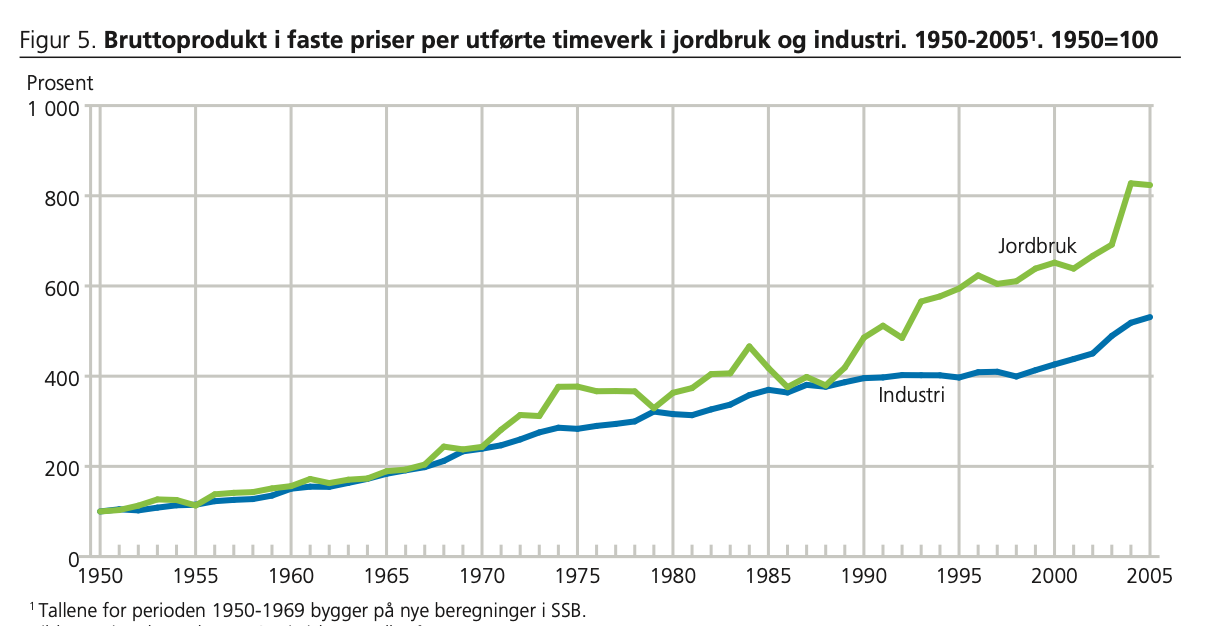 Figur 5. Bruttoprodukt i faste priser per utførte timeverk i jordbruk og industri. 1950-2005¹. 1950=100
Prosent
1 000
800
600
400
200
0
Jordbruk
Industri
1950 1955 1960 1965 1970 1975 1980 1985 1990 1995 2000 2005
¹ Tallene for perioden 1950-1969 bygger på nye beregninger i SSB.